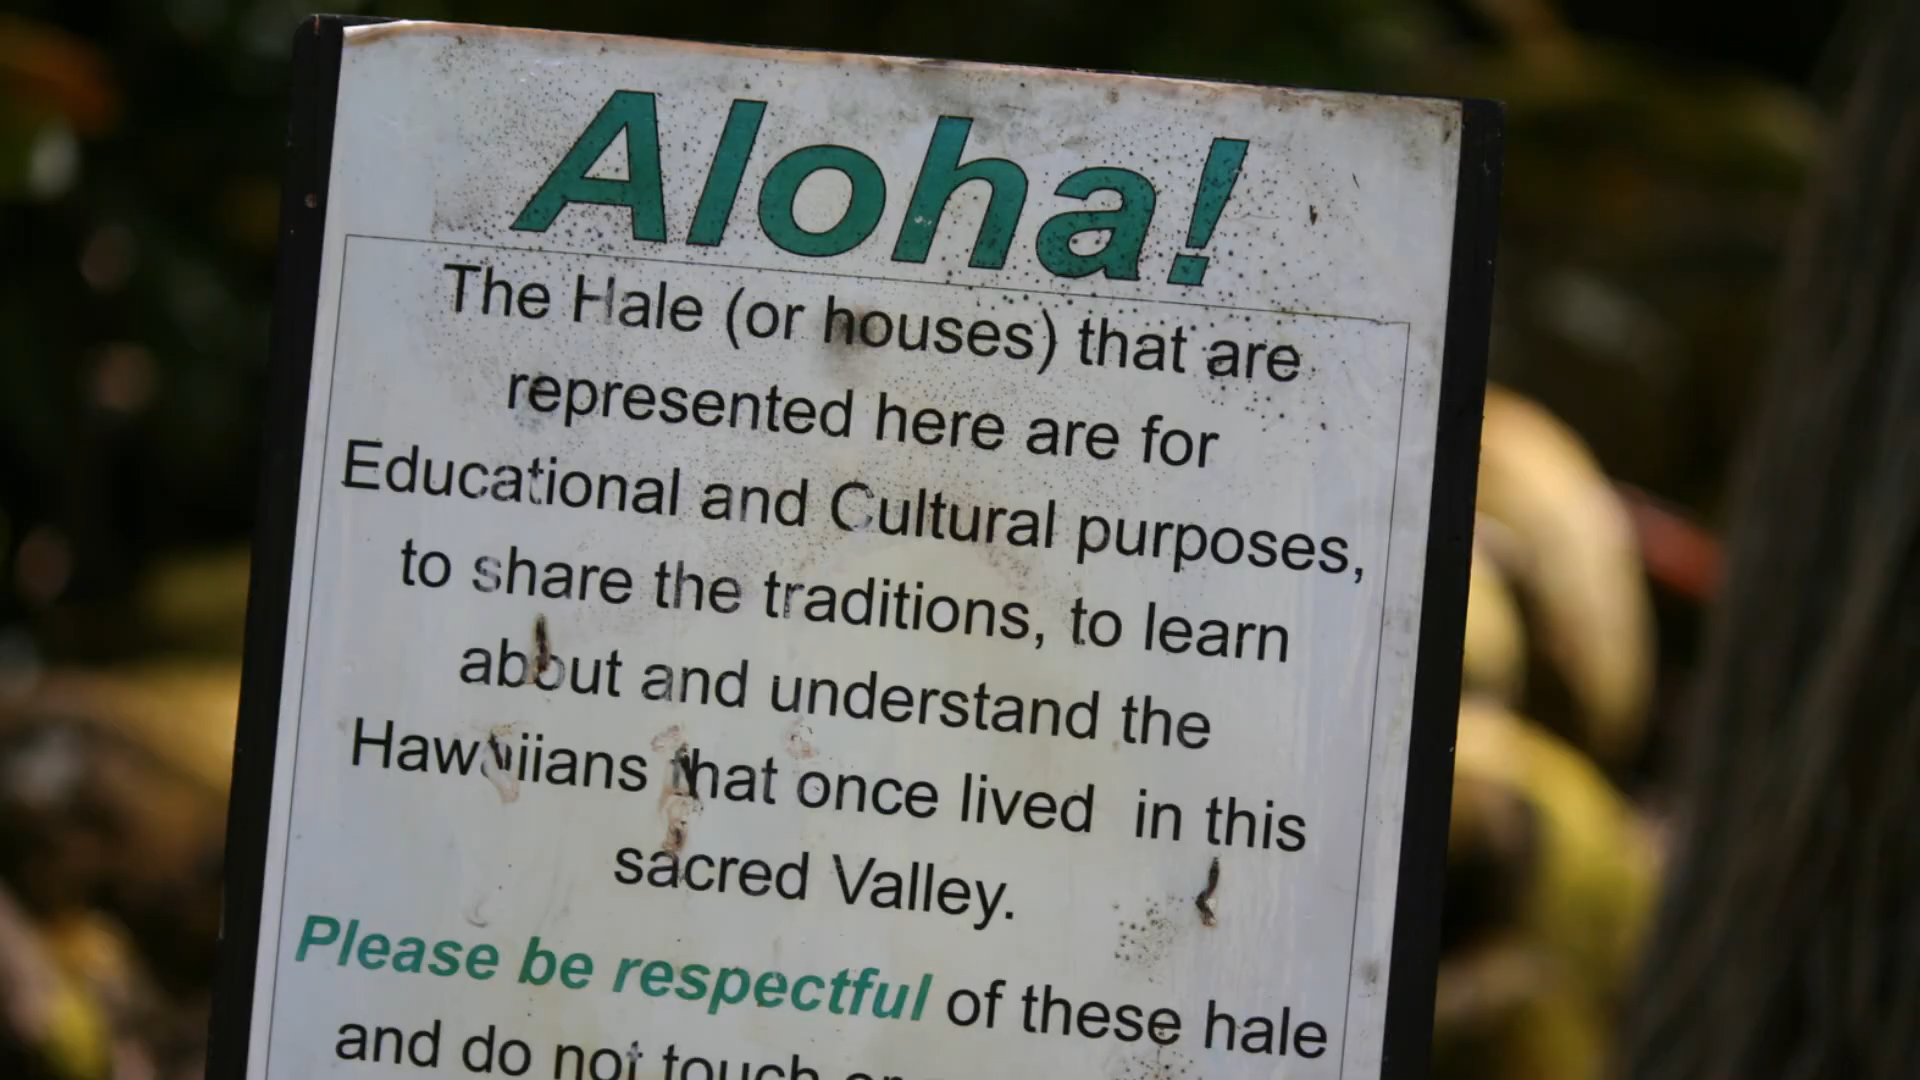 Aloha!
The Hale (or houses) that are
represented here are for
Educational and Cultural purposes,
to share the traditions, to learn
about and understand the
Hawaiians that once lived in this
sacred Valley.
Please be respectful of these hale
and do not touch